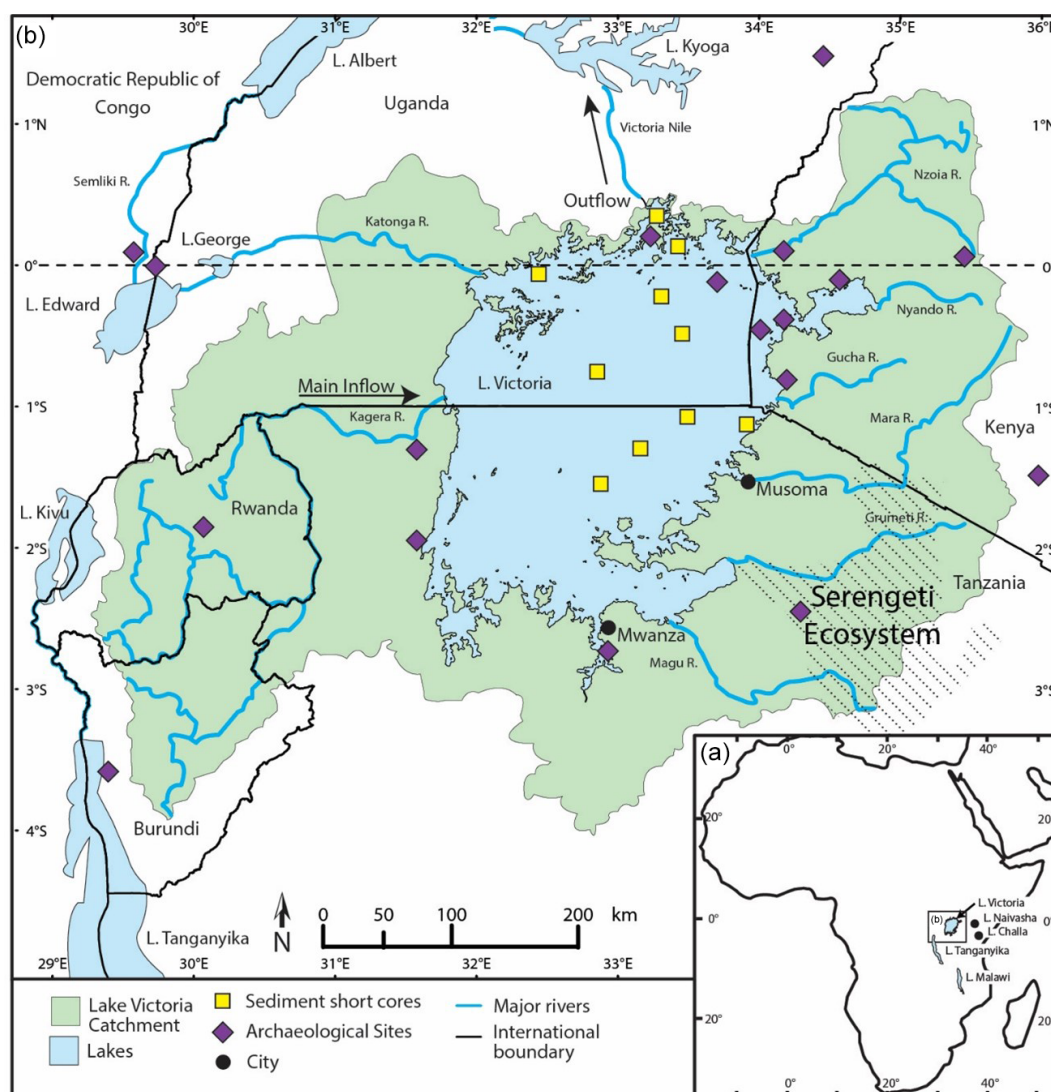 (b)
30°E
31°E
32°E
33°E
34°E
35°E
36°E
L. Albert
L. Kyoga
Democratic Republic of
Congo
Uganda
1°N
1°N
Victoria Nile
Semliki R.
Nzoia R.
Outflow
Katonga R.
L.George
0°
0°
L. Edward
Nyando R.
L. Victoria
Gucha R.
Main Inflow
1°S
1°S
Kagera R.
Mara R.
Kenya
L. Kivu
Rwanda
Musoma
Grumeti R.
2°S
2°S
Tanzania
Serengeti
Ecosystem
Mwanza
Magu R.
3°S
3°S
4°S
Burundi
L. Tanganyika
N
0
50
100
200
km
29°E
30°E
31°E
32°E
33°E
(a)
0°
20°
40°
20°
20
0°
0°
(b)
L. Victoria
L. Naivasha
L. Challa
L. Tanganyika
L. Malawi
20°
20
0°
20°
40°
Lake Victoria
Catchment
Lakes
Sediment short cores
Archaeological Sites
City
Major rivers
International
boundary